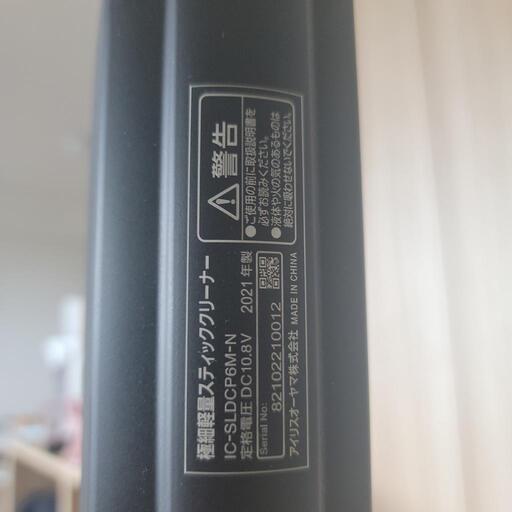 極細軽量スティッククリーナー
IC-SLDCP6M-N
定格電圧 DC10.8V 2021年製
Serial No:
82102210012
アイリスオーヤマ株式会社 MADE IN CHINA
警告
●ご使用の前に取扱説明書を
必ずお読みください。
●液体や火の気のあるものは
絶対に吸わせないでください。